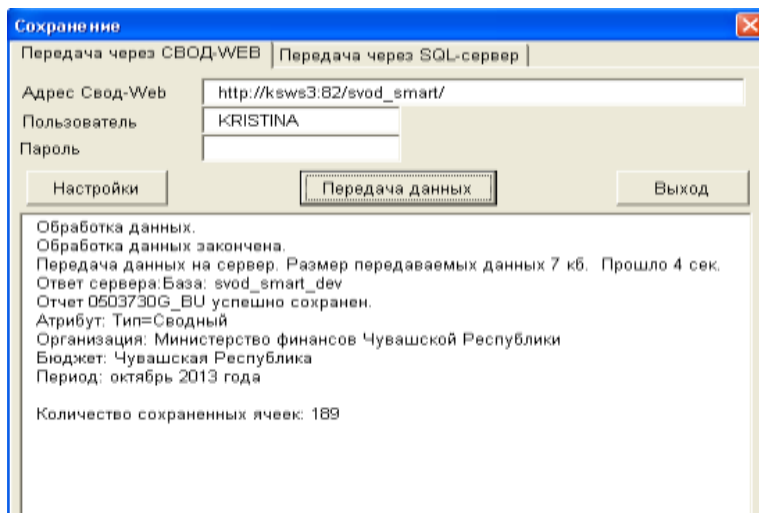 Сохранение
Передача через СВОД-WEB Передача через SQL-сервер
Адрес Свод-Web http://ksws3:82/svod_smart/
Пользователь KRISTINA
Пароль
Настройки Передача данных Выход
Обработка данных.
Обработка данных закончена.
Передача данных на сервер. Размер передаваемых данных 7 кб. Прошло 4 сек.
Ответ сервера:База: svod_smart_dev
Отчет 0503730G_BU успешно сохранен.
Атрибут: Тип=Сводный
Организация: Министерство финансов Чувашской Республики
Бюджет: Чувашская Республика
Период: октябрь 2013 года
Количество сохраненных ячеек: 189